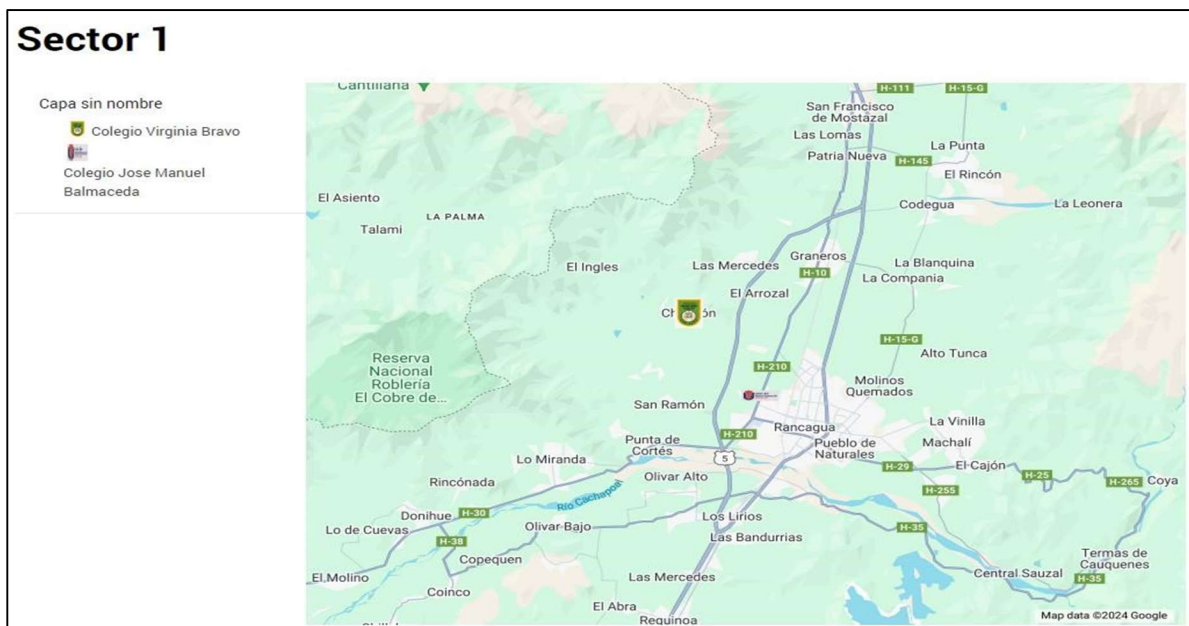 Sector 1
Capa sin nombre
Colegio Virginia Bravo
Colegio Jose Manuel
Balmaceda
Cantillana
H-111
H-15-G
San Francisco
de Mostazal
Las Lomas
La Punta
Patria Nueva
H-145
El Rincón
El Asiento
Codegua
La Leonera
LA PALMA
Talami
Graneros
La Blanquina
El Ingles
Las Mercedes
H-10
La Compania
El Arrozal
H-15-G
Alto Tunca
Reserva
Nacional
Roblería
El Cobre de...
H-210
Molinos
Quemados
San Ramón
La Vinilla
Rancagua
H-210
Punta de
Cortés
Pueblo de
Naturales
Machalí
5
Lo Miranda
H-29
El Cajón
H-25
Rincónada
Olivar Alto
H-265
Coya
H-255
Río Cachapoal
Donihue
H-30
Los Lirios
Lo de Cuevas
Olivar Bajo
H-35
H-38
Las Bandurrias
Copequen
Termas de
Cauquenes
El Molino
Las Mercedes
Central Sauzal
H-35
Coinco
El Abra
Requinoa
Map data ©2024 Google